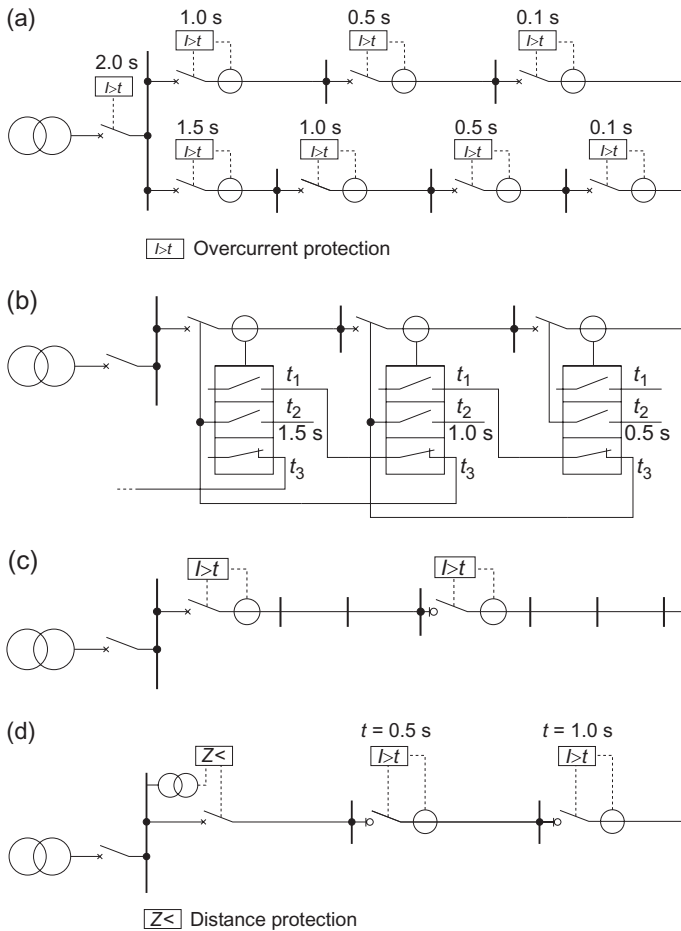 (a)
1.0 s 0.5 s 0.1 s
2.0 s I>t I>t I>t
I>t
1.5 s 1.0 s 0.5 s 0.1 s
I>t I>t I>t I>t
I>t Overcurrent protection
(b)
t1 t1 t1
t2 t2 t2
1.5 s 1.0 s 0.5 s
t3 t3 t3
(c)
I>t I>t
(d)
t = 0.5 s t = 1.0 s
Z< I>t I>t
Z< Distance protection